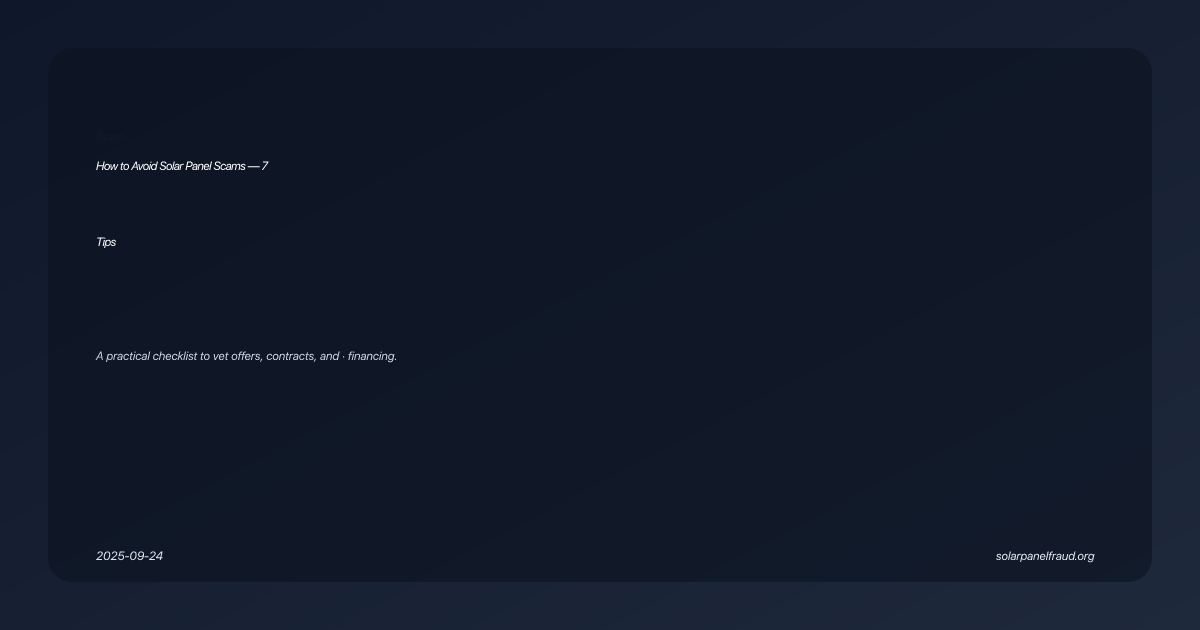 How to Avoid Solar Panel Scams — 7
Tips
A practical checklist to vet offers, contracts, and · financing.
2025-09-24
solarpanelfraud.org